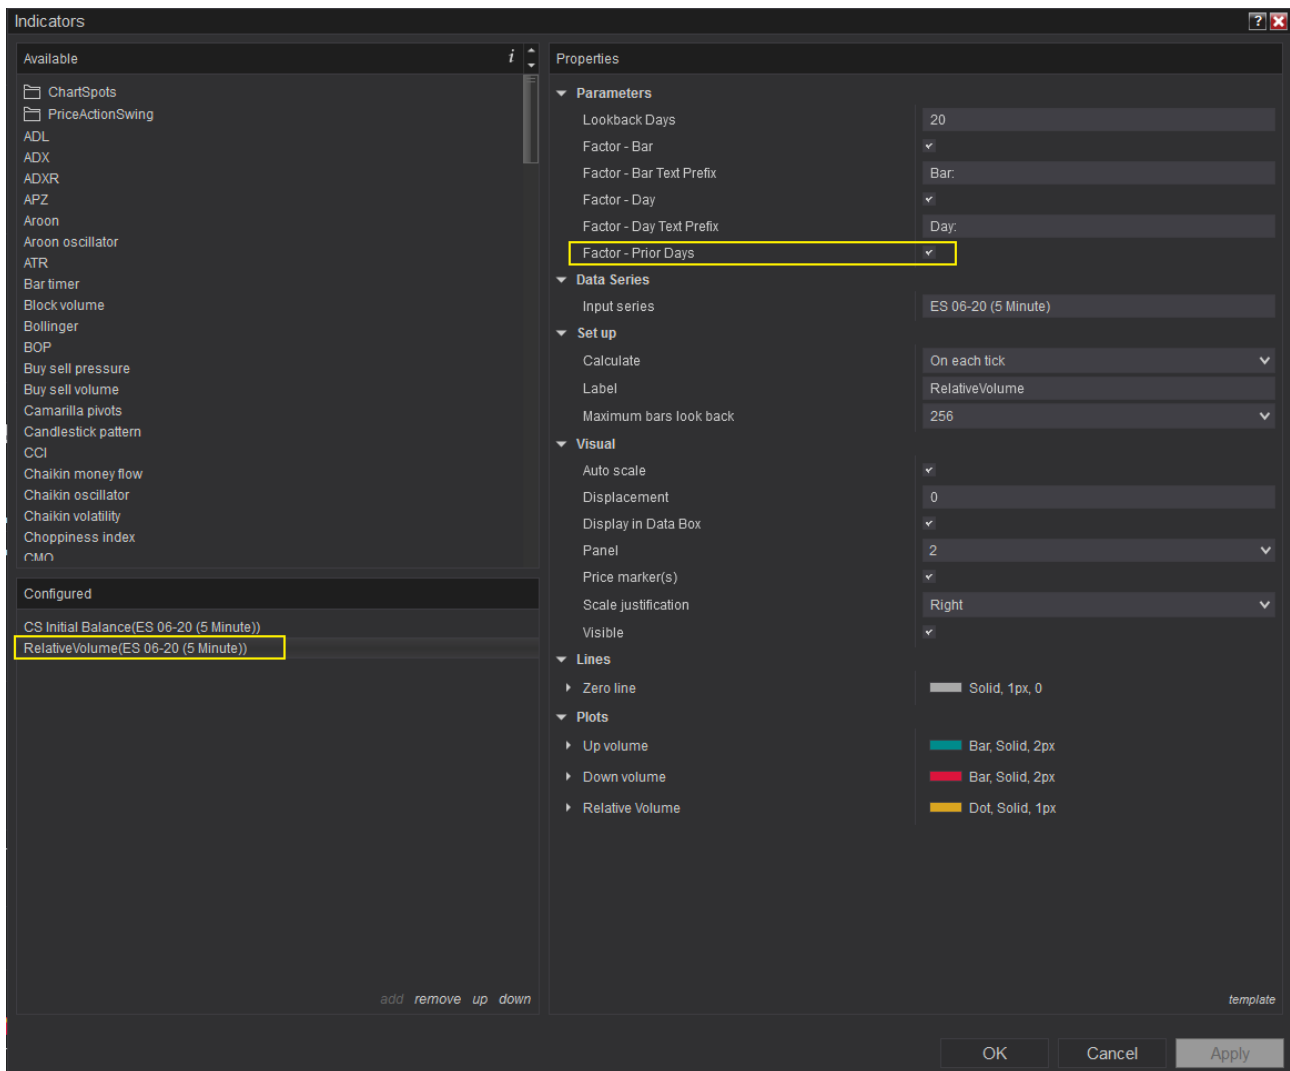 Indicators
Available i
ChartSpots
PriceActionSwing
ADL
ADX
ADXR
APZ
Aroon
Aroon oscillator
ATR
Bar timer
Block volume
Bollinger
BOP
Buy sell pressure
Buy sell volume
Camarilla pivots
Candlestick pattern
CCI
Chaikin money flow
Chaikin oscillator
Chaikin volatility
Choppiness index
CMO
Configured
CS Initial Balance(ES 06-20 (5 Minute))
RelativeVolume(ES 06-20 (5 Minute))
add remove up down
Properties
Parameters
Lookback Days 20
Factor - Bar
Factor - Bar Text Prefix Bar:
Factor - Day
Factor - Day Text Prefix Day:
Factor - Prior Days
Data Series
Input series ES 06-20 (5 Minute)
Set up
Calculate On each tick
Label RelativeVolume
Maximum bars look back 256
Visual
Auto scale
Displacement 0
Display in Data Box
Panel 2
Price marker(s)
Scale justification Right
Visible
Lines
Zero line Solid, 1px, 0
Plots
Up volume Bar, Solid, 2px
Down volume Bar, Solid, 2px
Relative Volume Dot, Solid, 1px
template
OK Cancel Apply